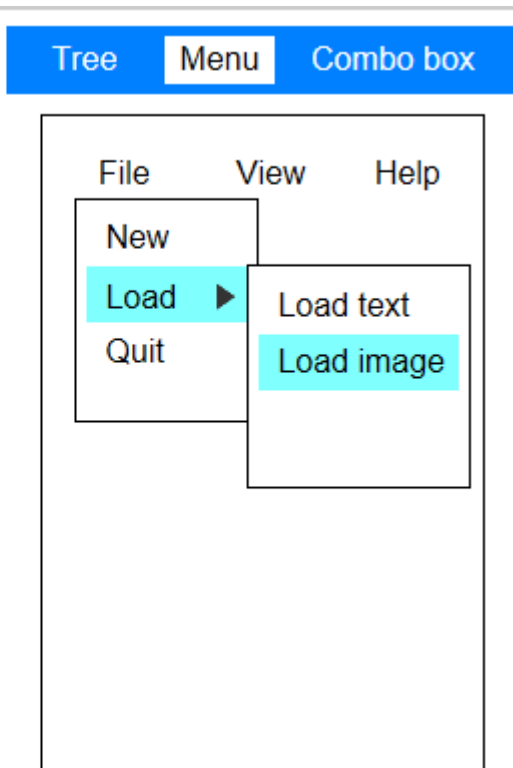 Tree Menu Combo box
File View Help
New
Load
Quit
Load text
Load image